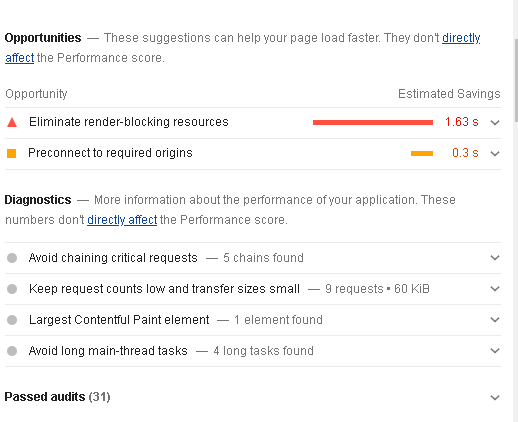 Opportunities — These suggestions can help your page load faster. They don't directly
affect the Performance score.
Opportunity Estimated Savings
Eliminate render-blocking resources 1.63 s
Preconnect to required origins 0.3 s
Diagnostics — More information about the performance of your application. These
numbers don't directly affect the Performance score.
Avoid chaining critical requests — 5 chains found
Keep request counts low and transfer sizes small — 9 requests • 60 KiB
Largest Contentful Paint element — 1 element found
Avoid long main-thread tasks — 4 long tasks found
Passed audits (31)